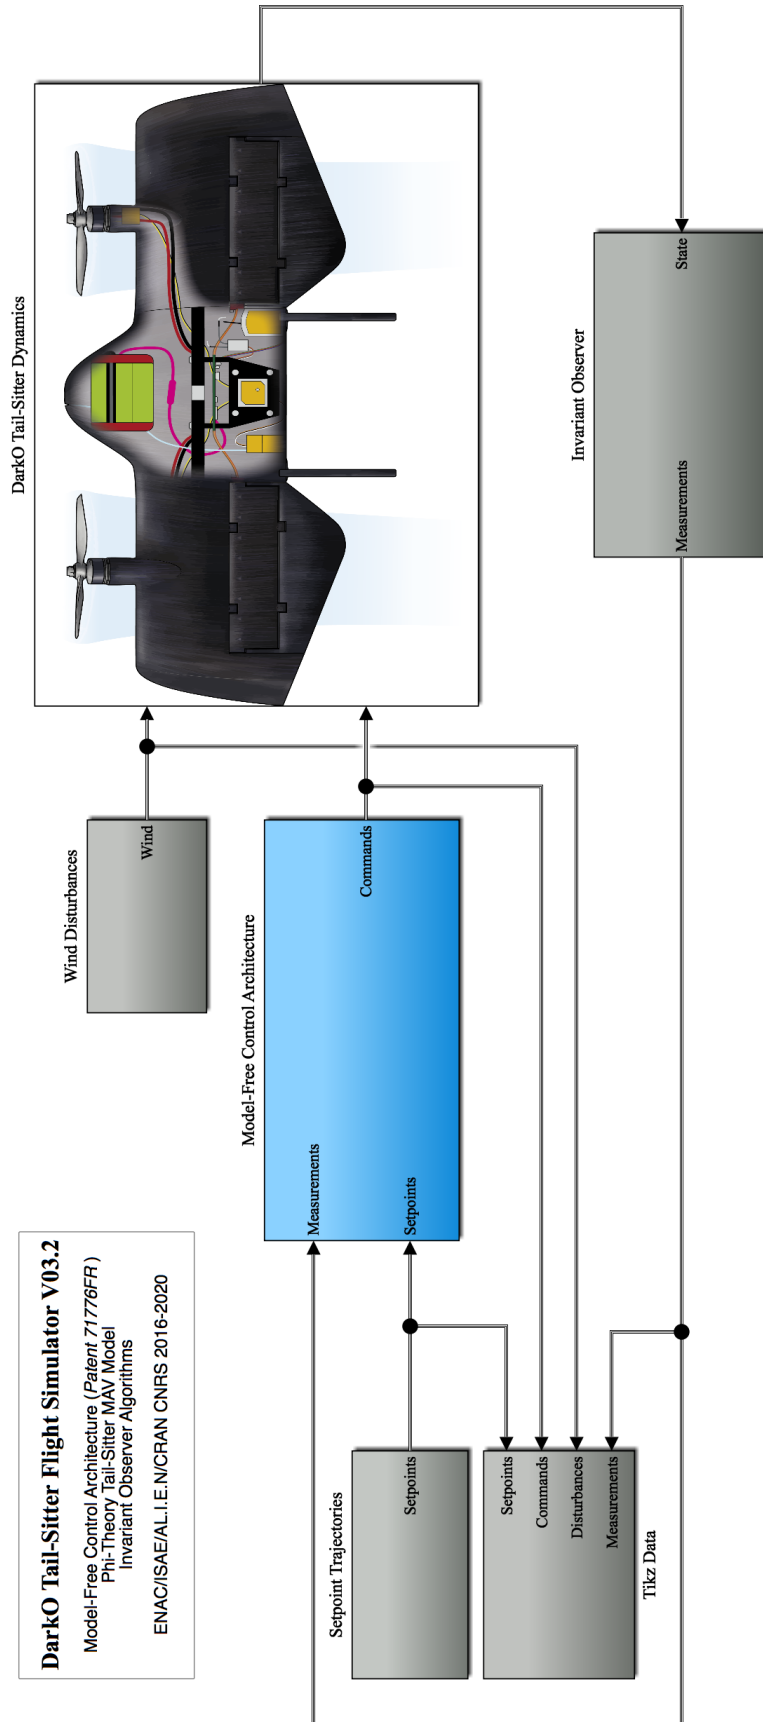 DarkO Tail-Sitter Flight Simulator V03.2
Model-Free Control Architecture (Patent 71776FR )
Phi-Theory Tail-Sitter MAV Model
Invariant Observer Algorithms
ENAC/ISAE/AL.I.E.N/CRAN CNRS 2016-2020
Setpoint Trajectories
Setpoints
Setpoints
Commands
Disturbances
Measurements
Tikz Data
Model-Free Control Architecture
Measurements
Setpoints
Commands
Wind Disturbances
Wind
DarkO Tail-Sitter Dynamics
Invariant Observer
Measurements
State